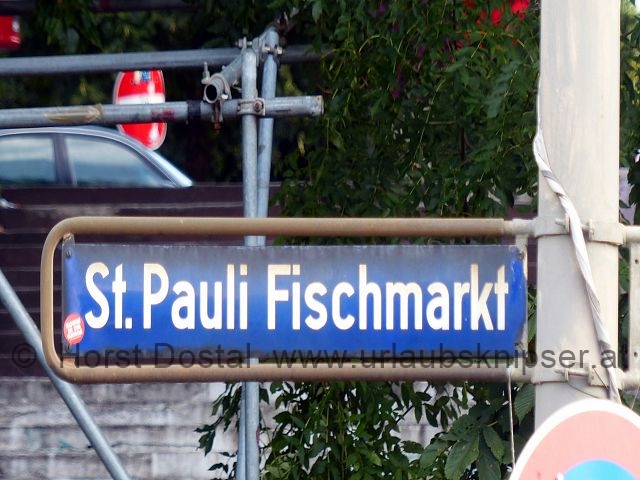 St. Pauli Fischmarkt
© Horst Dostal www.urlaubsknipser.at